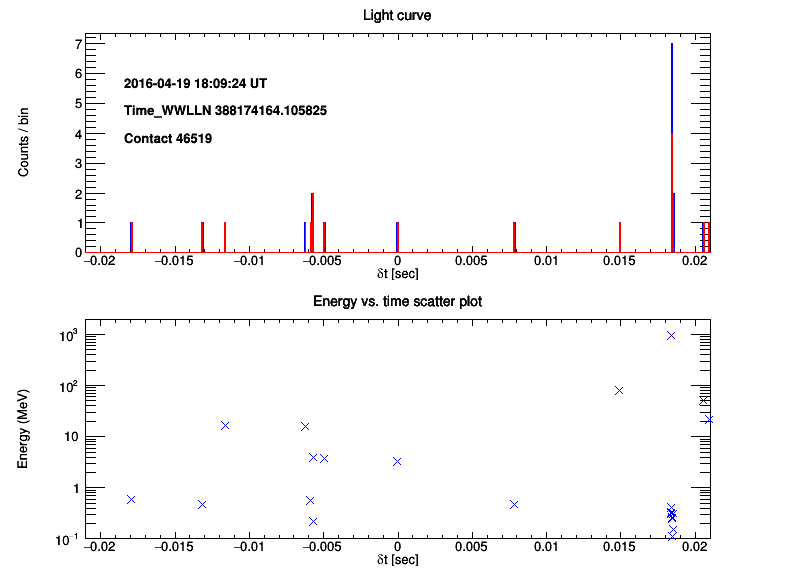 Light curve
Counts / bin
7
6
5
4
3
2
1
0
2016-04-19 18:09:24 UT
Time_WWLLN 388174164.105825
Contact 46519
−0.02 −0.015 −0.01 −0.005 0 0.005 0.01 0.015 0.02
δt [sec]
Energy vs. time scatter plot
Energy (MeV)
10³
10²
10
1
10⁻¹
−0.02 −0.015 −0.01 −0.005 0 0.005 0.01 0.015 0.02
δt [sec]